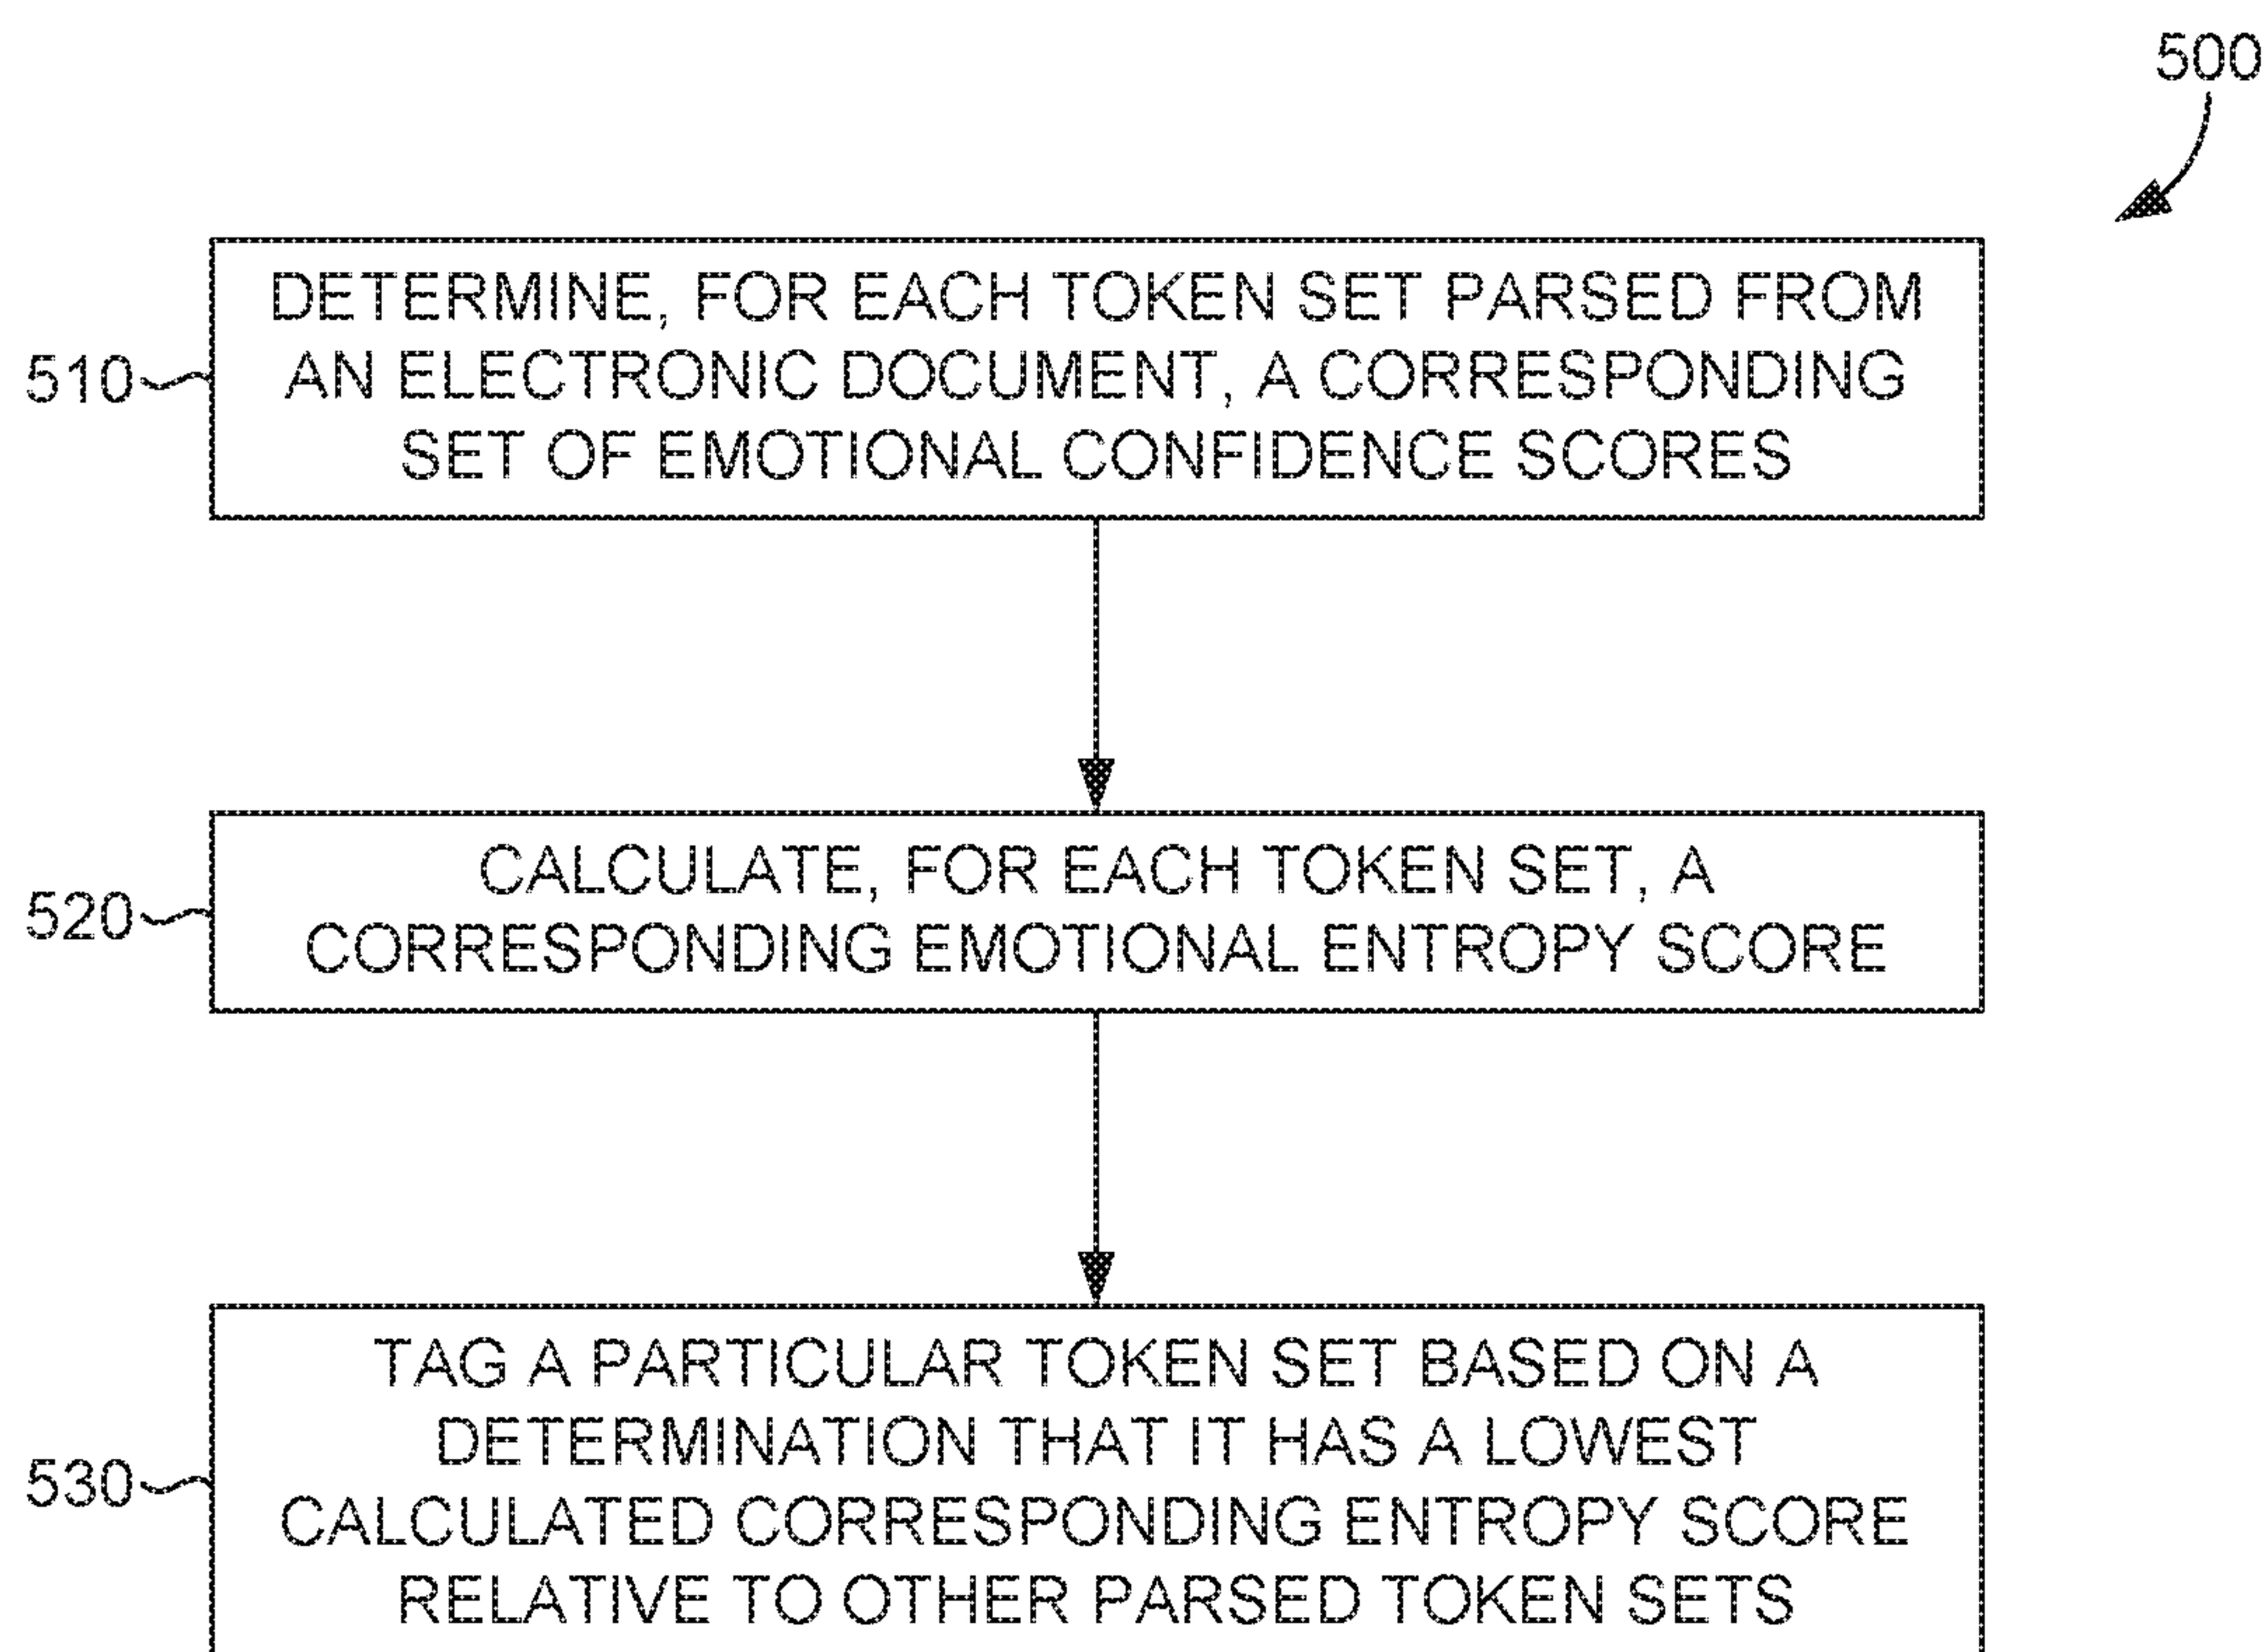 500
510
DETERMINE, FOR EACH TOKEN SET PARSED FROM
AN ELECTRONIC DOCUMENT, A CORRESPONDING
SET OF EMOTIONAL CONFIDENCE SCORES
520
CALCULATE, FOR EACH TOKEN SET, A
CORRESPONDING EMOTIONAL ENTROPY SCORE
530
TAG A PARTICULAR TOKEN SET BASED ON A
DETERMINATION THAT IT HAS A LOWEST
CALCULATED CORRESPONDING ENTROPY SCORE
RELATIVE TO OTHER PARSED TOKEN SETS